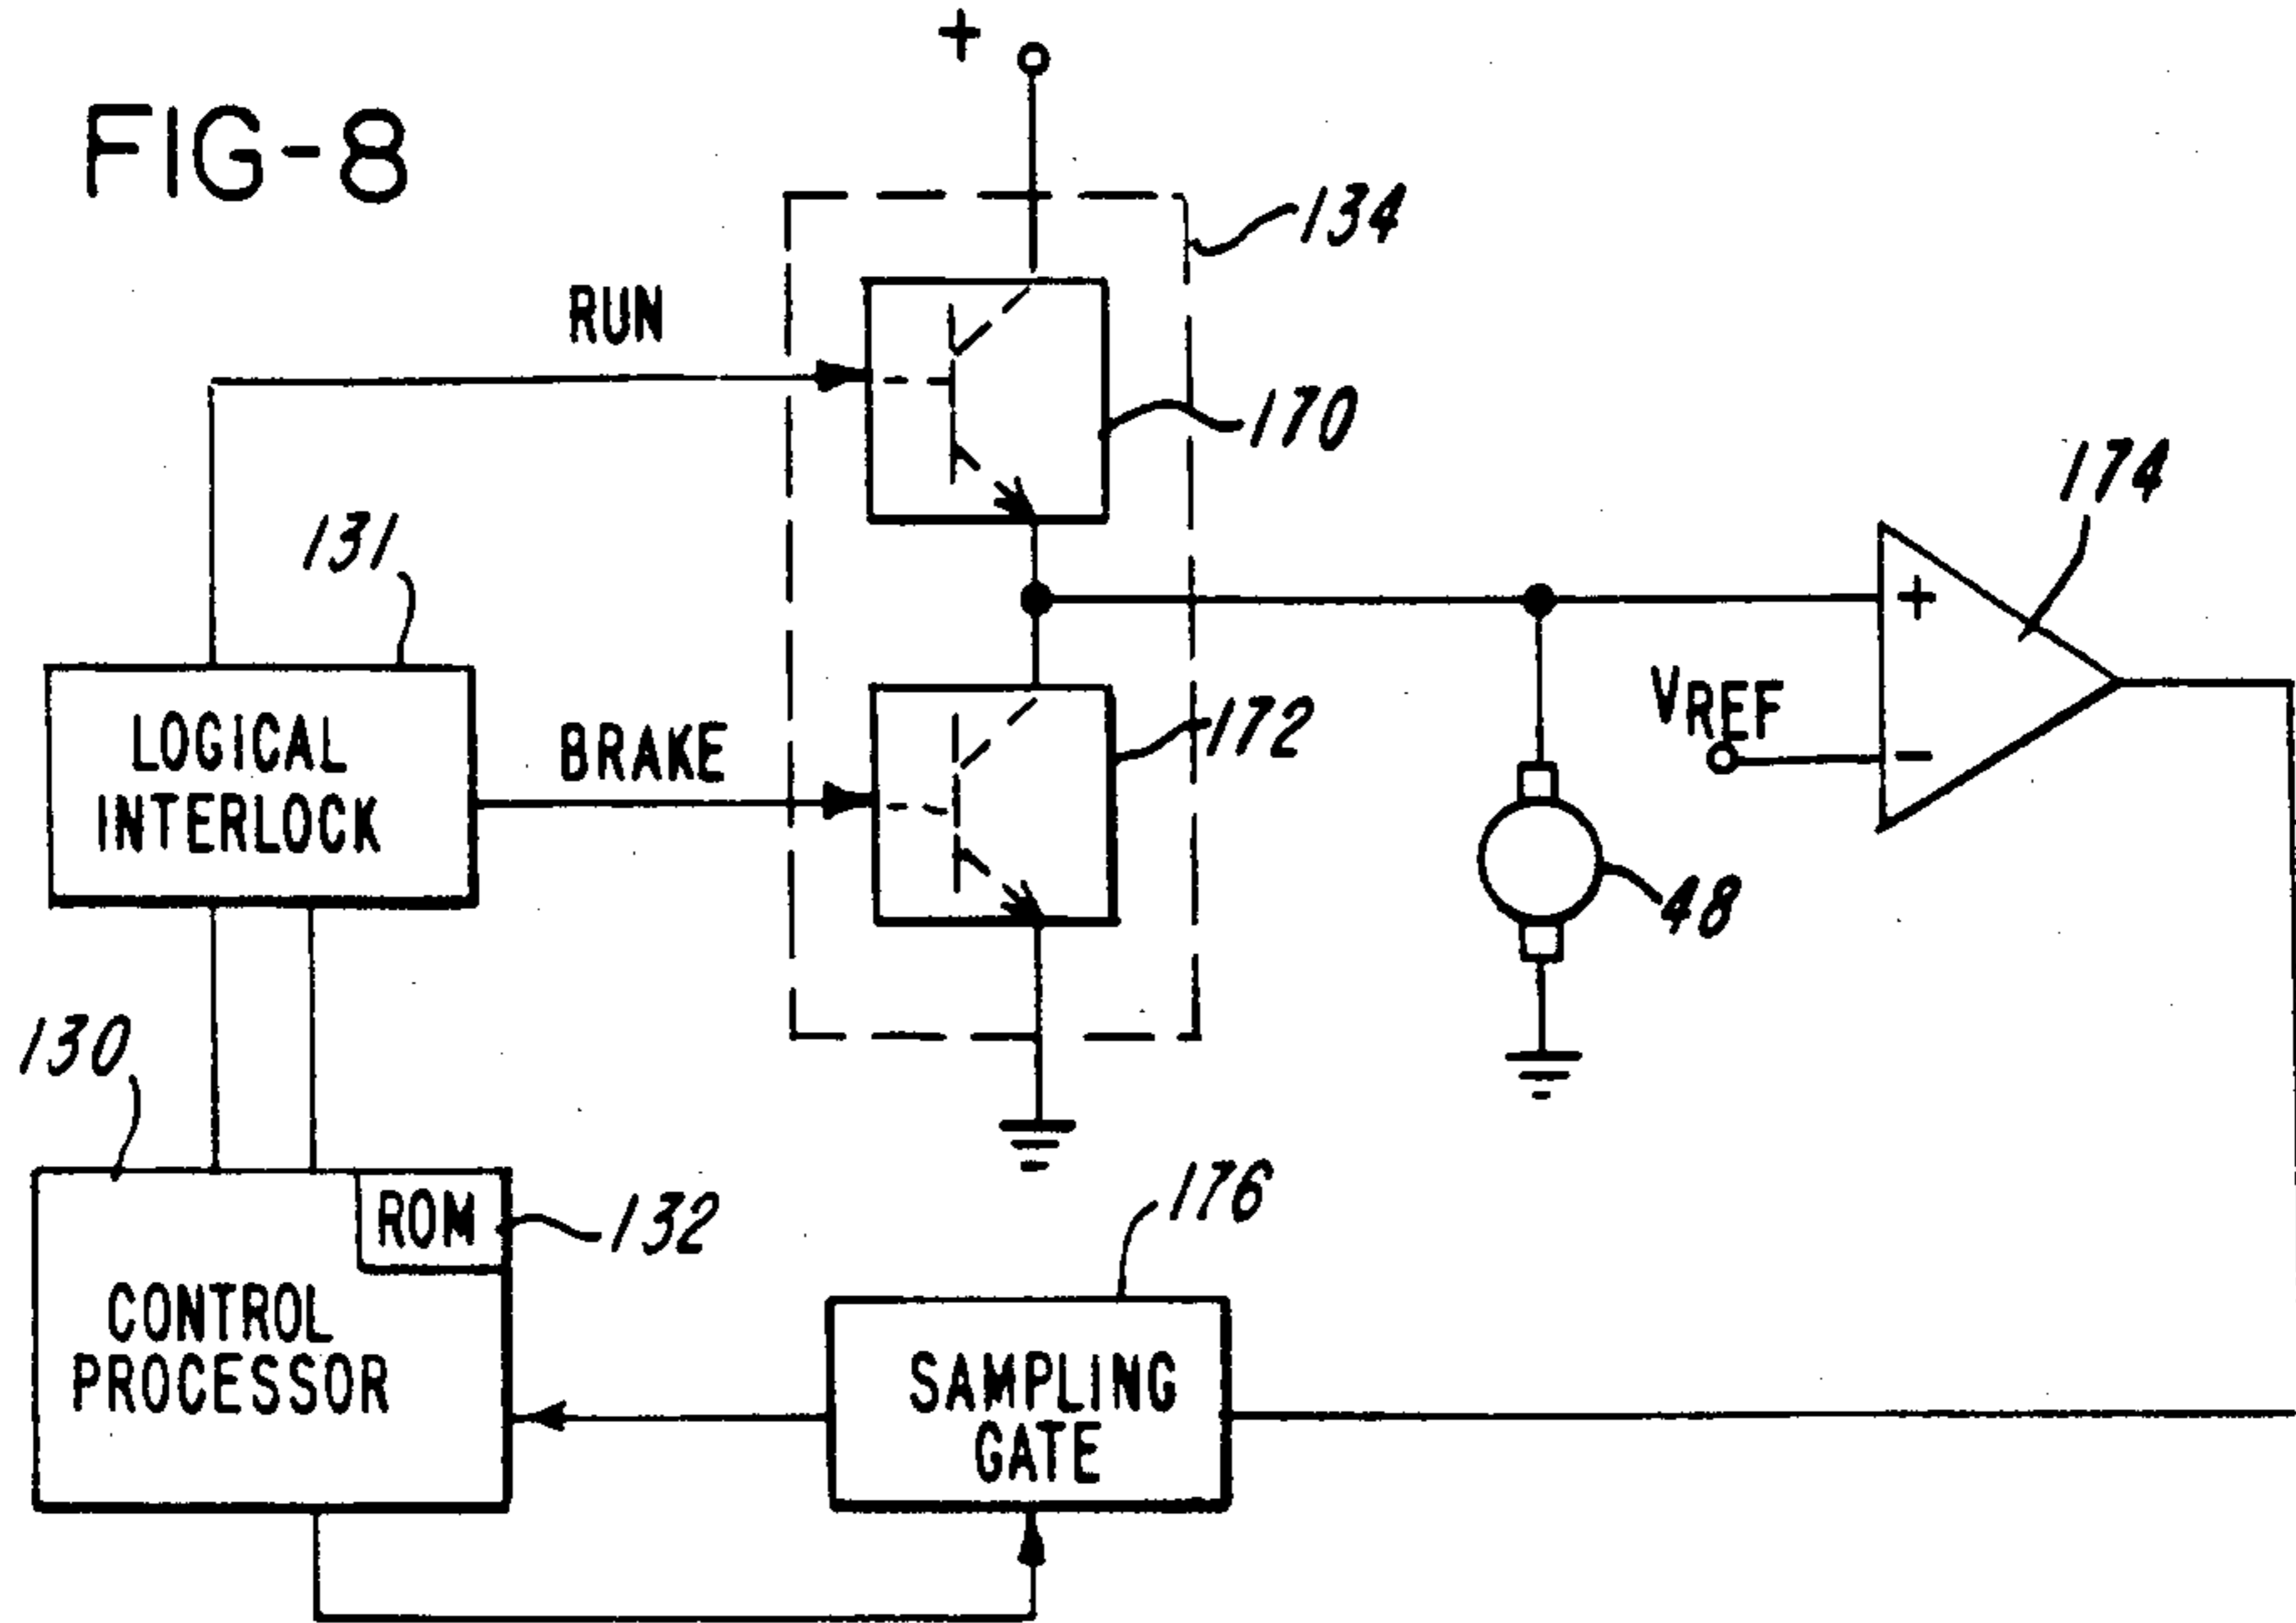 FIG-8
+
134
RUN
170
131
174
+
VREF
-
LOGICAL
INTERLOCK
BRAKE
172
48
130
ROM
132
176
CONTROL
PROCESSOR
SAMPLING
GATE